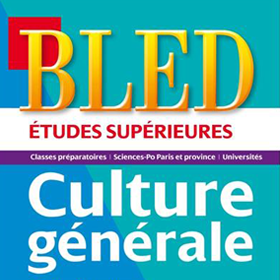 BLED
ÉTUDES SUPÉRIEURES
Classes préparatoires | Sciences-Po Paris et province | Universités
Culture
générale